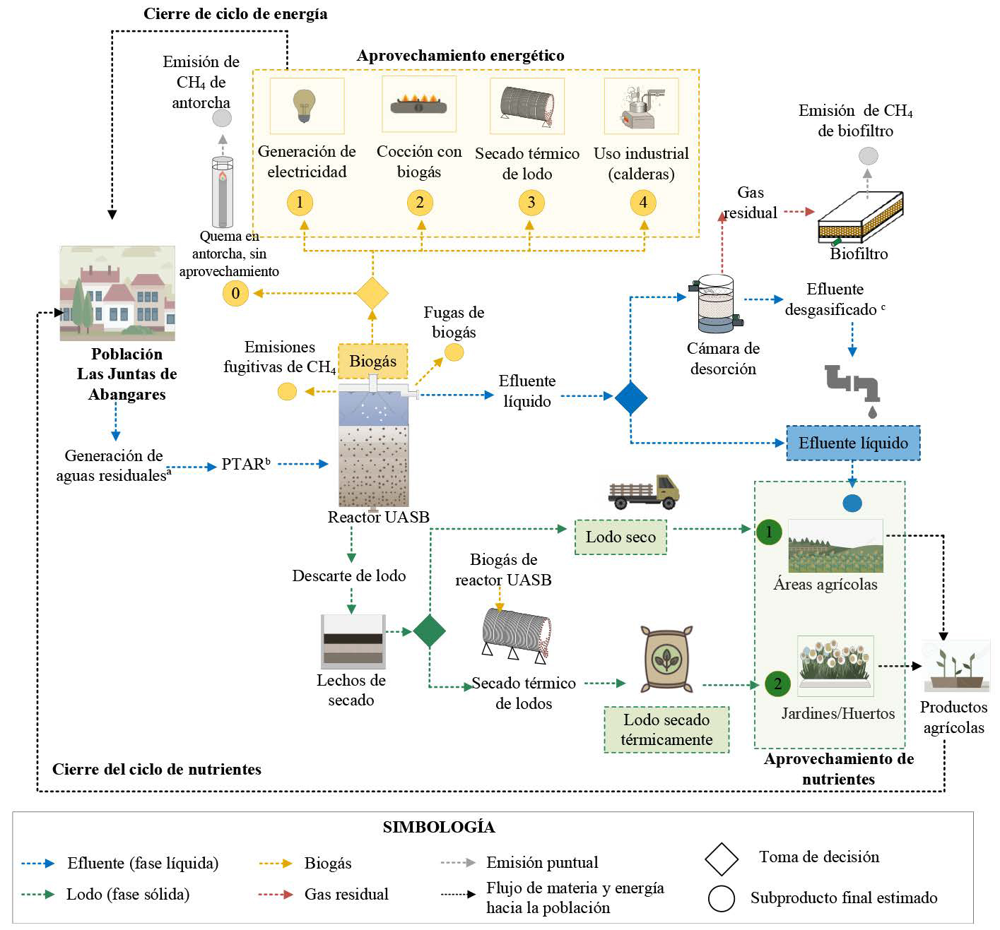 Cierre de ciclo de energía
Emisión de
CH₄ de
antorcha
Aprovechamiento energético
Generación de
electricidad
1
Cocción con
biogás
2
Secado térmico
de lodo
3
Uso industrial
(calderas)
4
Emisión de CH₄
de biofiltro
Gas
residual
Biofiltro
Quema en
antorcha, sin
aprovechamiento
0
Población
Las Juntas de
Abangares
Emisiones
fugitivas de CH₄
Biogás
Fugas de
biogás
Efluente
líquido
Cámara de
desorción
Efluente
desgasificado ᶜ
Efluente líquido
Generación de
aguas residualesᵃ
PTARᵇ
Reactor UASB
Descarte de lodo
Lechos de
secado
Lodo seco
Biogás de
reactor UASB
Secado térmico
de lodos
Lodo secado
térmicamente
1
Áreas agrícolas
2
Jardines/Huertos
Productos
agrícolas
Aprovechamiento de
nutrientes
Cierre del ciclo de nutrientes
SIMBOLOGÍA
Efluente (fase líquida)
Biogás
Emisión puntual
Toma de decisión
Lodo (fase sólida)
Gas residual
Flujo de materia y energía
hacia la población
Subproducto final estimado